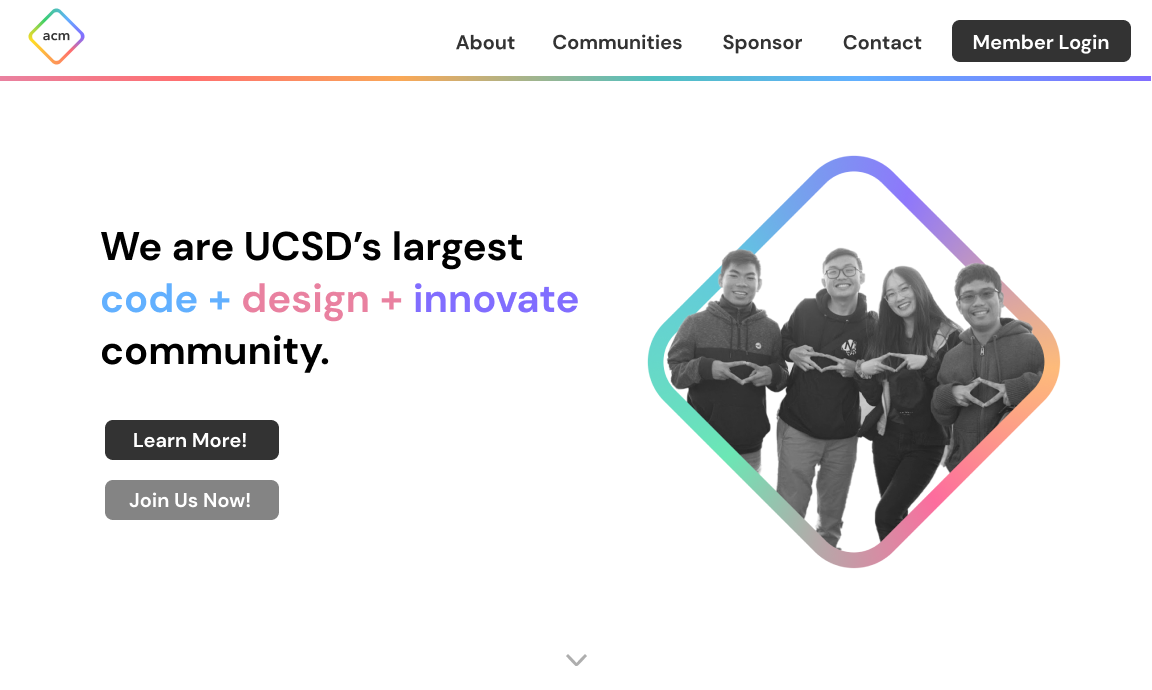 acm
About
Communities
Sponsor
Contact
Member Login
We are UCSD’s largest
code + design + innovate
community.
Learn More!
Join Us Now!